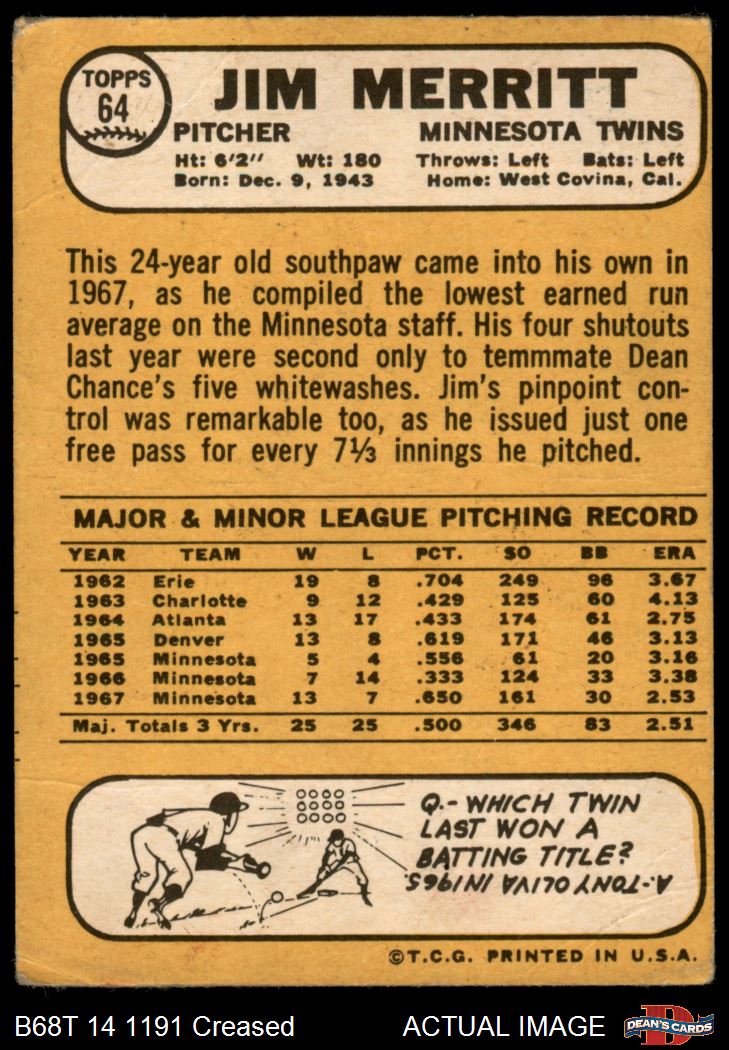 TOPPS
64
JIM MERRITT
PITCHER MINNESOTA TWINS
Ht: 6'2" Wt: 180 Throws: Left Bats: Left
Born: Dec. 9, 1943 Home: West Covina, Cal.
This 24-year old southpaw came into his own in
1967, as he compiled the lowest earned run
average on the Minnesota staff. His four shutouts
last year were second only to temmmate Dean
Chance's five whitewashes. Jim's pinpoint con-
trol was remarkable too, as he issued just one
free pass for every 7⅓ innings he pitched.
MAJOR & MINOR LEAGUE PITCHING RECORD
YEAR TEAM W L PCT. SO BB ERA
1962 Erie 19 8 .704 249 96 3.67
1963 Charlotte 9 12 .429 125 60 4.13
1964 Atlanta 13 17 .433 174 61 2.75
1965 Denver 13 8 .619 171 46 3.13
1965 Minnesota 5 4 .556 61 20 3.16
1966 Minnesota 7 14 .333 124 33 3.38
1967 Minnesota 13 7 .650 161 30 2.53
Maj. Totals 3 Yrs. 25 25 .500 346 83 2.51
Q.- WHICH TWIN
LAST WON A
BATTING TITLE?
A-TONY OLIVA IN 1965
©T.C.G. PRINTED IN U.S.A.
B68T 14 1191 Creased ACTUAL IMAGE
D
DEAN'S CARDS